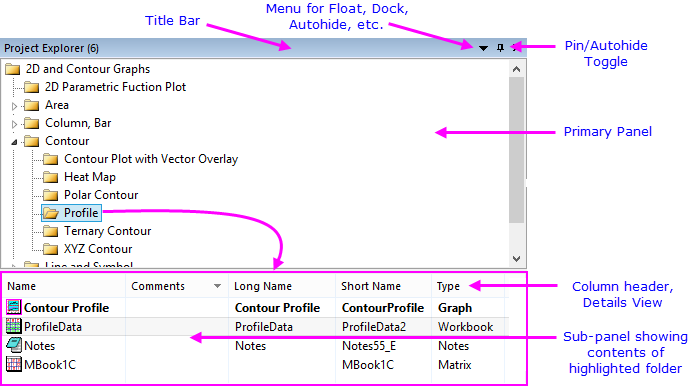 Title Bar
Menu for Float, Dock,
Autohide, etc.
Pin/Autohide
Toggle
Project Explorer (6)
2D and Contour Graphs
2D Parametric Fuction Plot
Area
Column, Bar
Contour
Contour Plot with Vector Overlay
Heat Map
Polar Contour
Profile
Ternary Contour
XYZ Contour
Line and Symbol
Primary Panel
Name Comments Long Name Short Name Type
Contour Profile Contour Profile ContourProfile Graph
ProfileData ProfileData ProfileData2 Workbook
Notes Notes Notes55_E Notes
MBook1C MBook1C Matrix
Column header,
Details View
Sub-panel showing
contents of
highlighted folder